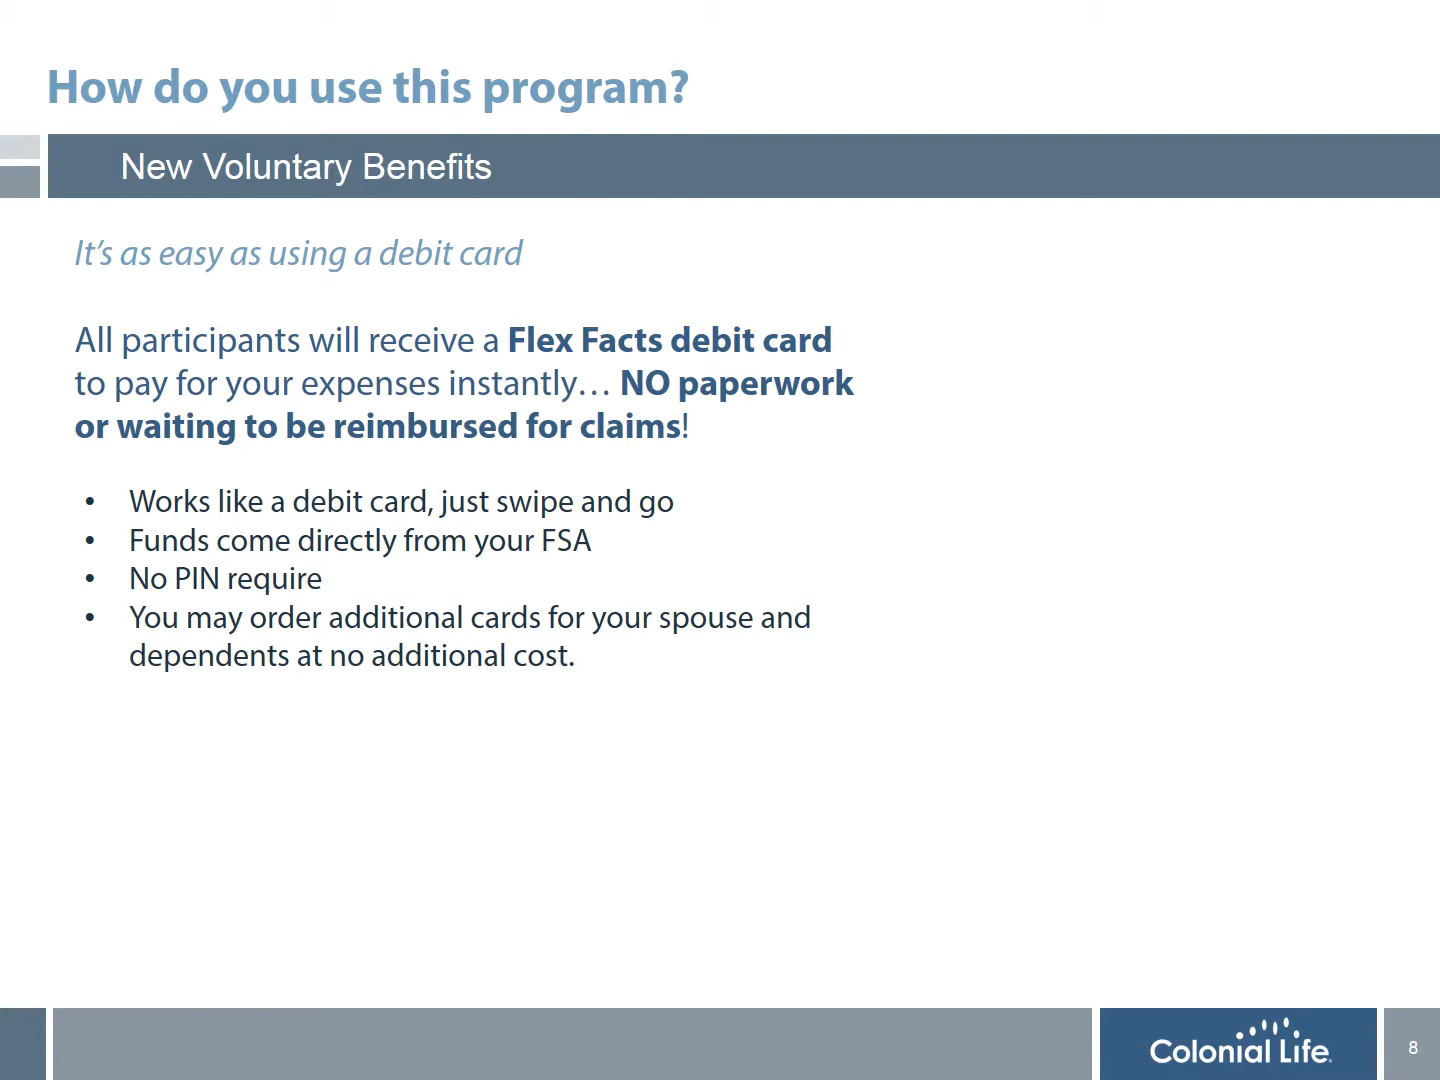 How do you use this program?
New Voluntary Benefits
It's as easy as using a debit card
All participants will receive a Flex Facts debit card
to pay for your expenses instantly… NO paperwork
or waiting to be reimbursed for claims!
• Works like a debit card, just swipe and go
• Funds come directly from your FSA
• No PIN require
• You may order additional cards for your spouse and
dependents at no additional cost.
Colonial Life.
8